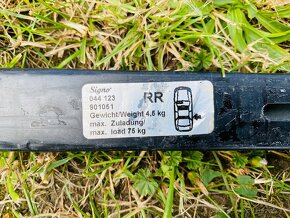 Signo
044 123
RR
901051
Gewicht/Weight 4,6 kg
max. Zuladung/
max. load 75 kg